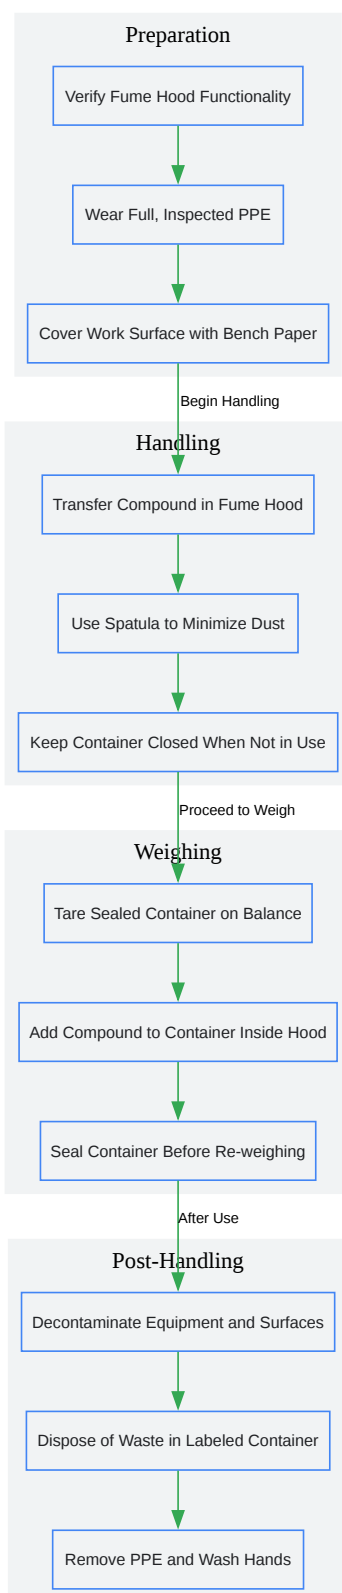 Preparation
Verify Fume Hood Functionality
Wear Full, Inspected PPE
Cover Work Surface with Bench Paper
Begin Handling
Handling
Transfer Compound in Fume Hood
Use Spatula to Minimize Dust
Keep Container Closed When Not in Use
Proceed to Weigh
Weighing
Tare Sealed Container on Balance
Add Compound to Container Inside Hood
Seal Container Before Re-weighing
After Use
Post-Handling
Decontaminate Equipment and Surfaces
Dispose of Waste in Labeled Container
Remove PPE and Wash Hands